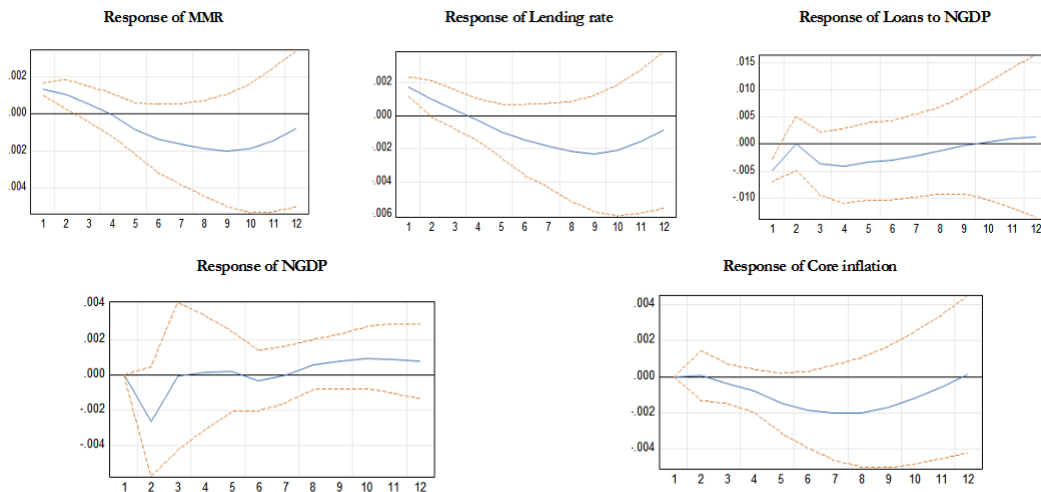 Response of MMR
.002
.000
.002
.004
1 2 3 4 5 6 7 8 9 10 11 12
Response of Lending rate
.002
.000
-.002
-.004
-.006
1 2 3 4 5 6 7 8 9 10 11 12
Response of Loans to NGDP
.015
.010
.005
.000
-.005
-.010
1 2 3 4 5 6 7 8 9 10 11 12
Response of NGDP
.004
.002
.000
-.002
-.004
1 2 3 4 5 6 7 8 9 10 11 12
Response of Core inflation
.004
.002
.000
-.002
-.004
1 2 3 4 5 6 7 8 9 10 11 12